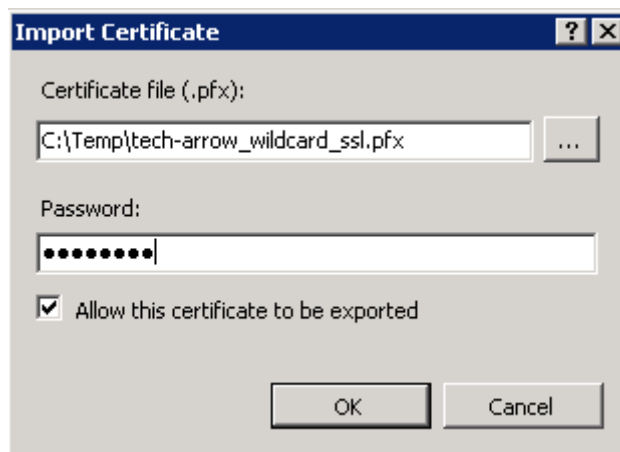 Import Certificate
Certificate file (.pfx):
C:\Temp\tech-arrow_wildcard_ssl.pfx
...
Password:
●●●●●●●●
Allow this certificate to be exported
OK
Cancel